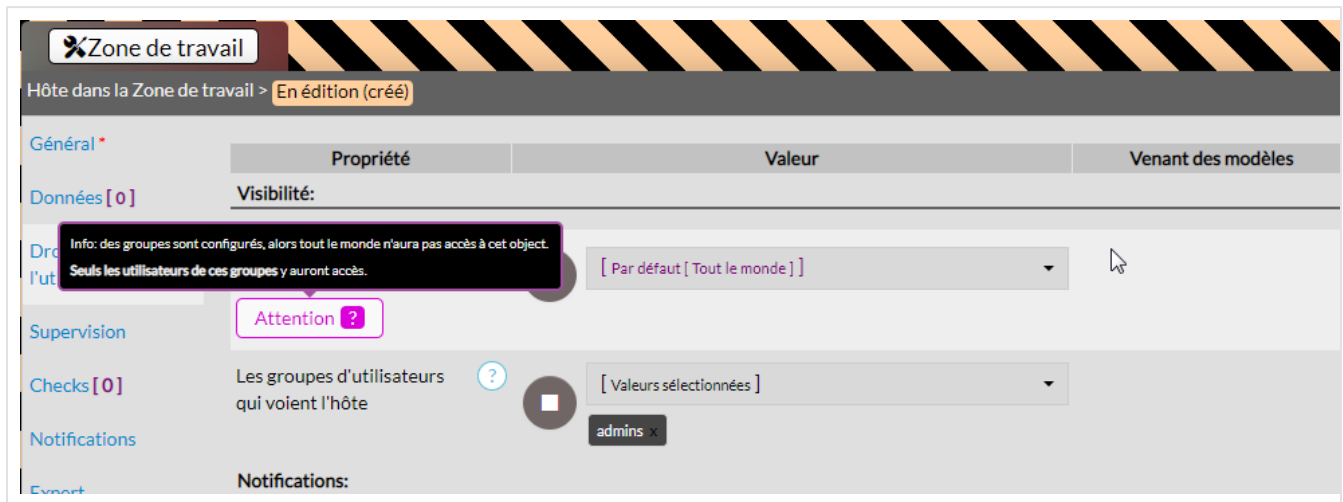 Zone de travail
Hôte dans la Zone de travail > En édition (créé)
Général *
Propriété
Valeur
Venant des modèles
Données [ 0 ]
Visibilité:
Info: des groupes sont configurés, alors tout le monde n'aura pas accès à cet object.
Seuls les utilisateurs de ces groupes y auront accès.
Dro
l'ut
[ Par défaut [ Tout le monde ] ]
Attention ?
Supervision
Checks [ 0 ]
Les groupes d'utilisateurs ?
qui voient l'hôte
[ Valeurs sélectionnées ]
admins x
Notifications
Notifications:
Expert